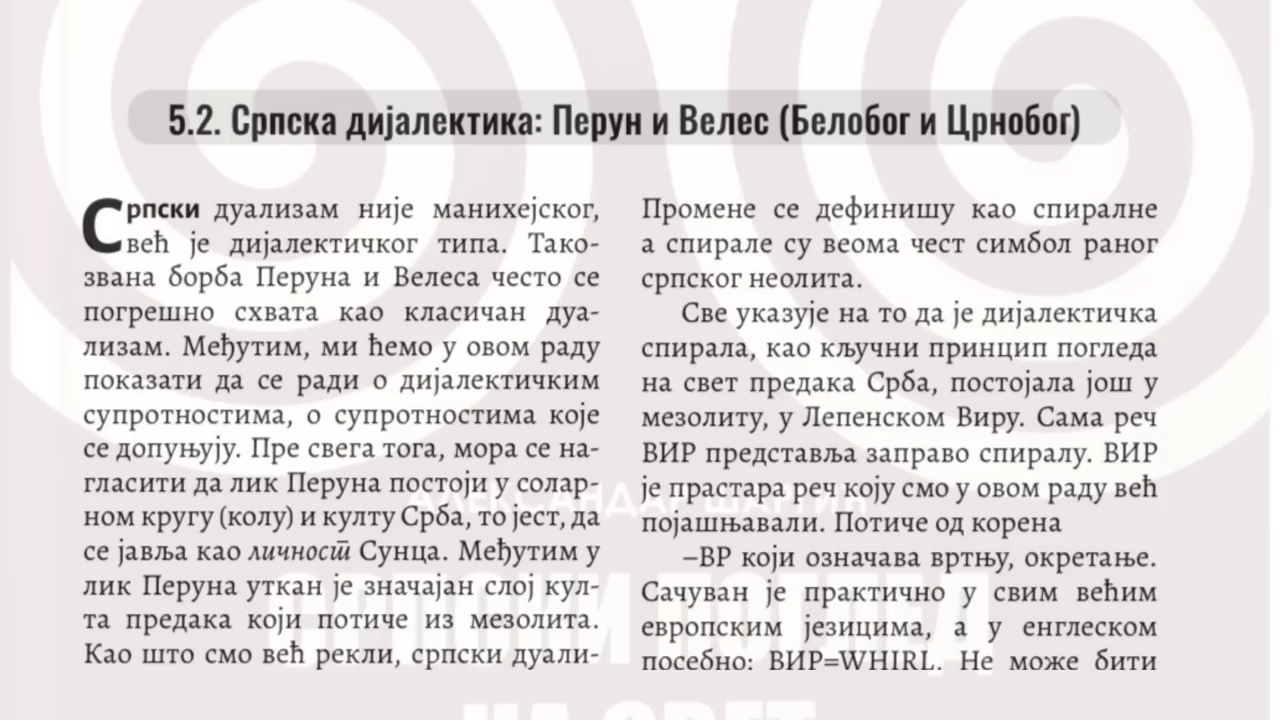 5.2. Српска дијалектика: Перун и Велес (Белобог и Црнобог)
Српски дуализам није манихејског,
већ је дијалектичког типа. Тако-
звана борба Перуна и Велеса често се
погрешно схвата као класичан дуа-
лизам. Међутим, ми ћемо у овом раду
показати да се ради о дијалектичким
супротностима, о супротностима које
се допуњују. Пре свега тога, мора се на-
гласити да лик Перуна постоји у солар-
ном кругу (колу) и култу Срба, то јест, да
се јавља као личност Сунца. Међутим у
лик Перуна уткан је значајан слој кул-
та предака који потиче из мезолита.
Као што смо већ рекли, српски дуали-
Промене се дефинишу као спиралне
а спирале су веома чест симбол раног
српског неолита.
Све указује на то да је дијалектичка
спирала, као кључни принцип погледа
на свет предака Срба, постојала још у
мезолиту, у Лепенском Виру. Сама реч
ВИР представља заправо спиралу. ВИР
је прастара реч коју смо у овом раду већ
појашњавали. Потиче од корена
–ВР који означава вртњу, окретање.
Сачуван је практично у свим већим
европским језицима, а у енглеском
посебно: ВИР=WHIRL. Не може бити
АЛЕКСАНДАР ШАРГИЋ
СРПСКИ ПОГЛЕД
НА СВЕТ